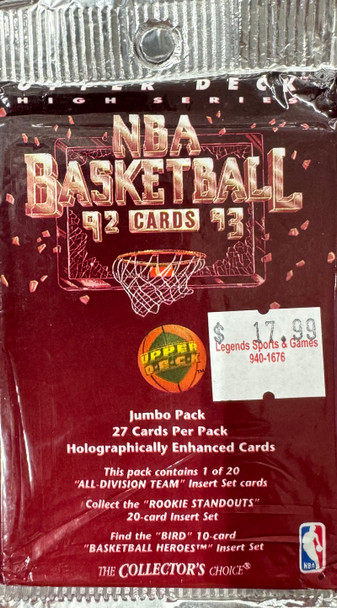 UPPER DECK
HIGH SERIES
NBA
BASKETBALL
92 CARDS 93
$ 17.99
Legends Sports & Games
940-1676
UPPER
DECK
TM
Jumbo Pack
27 Cards Per Pack
Holographically Enhanced Cards
This pack contains 1 of 20
"ALL-DIVISION TEAM" Insert Set cards
Collect the "ROOKIE STANDOUTS"
20-card Insert Set
Find the "BIRD" 10-card
"BASKETBALL HEROES™" Insert Set
THE COLLECTOR'S CHOICE®
NBA